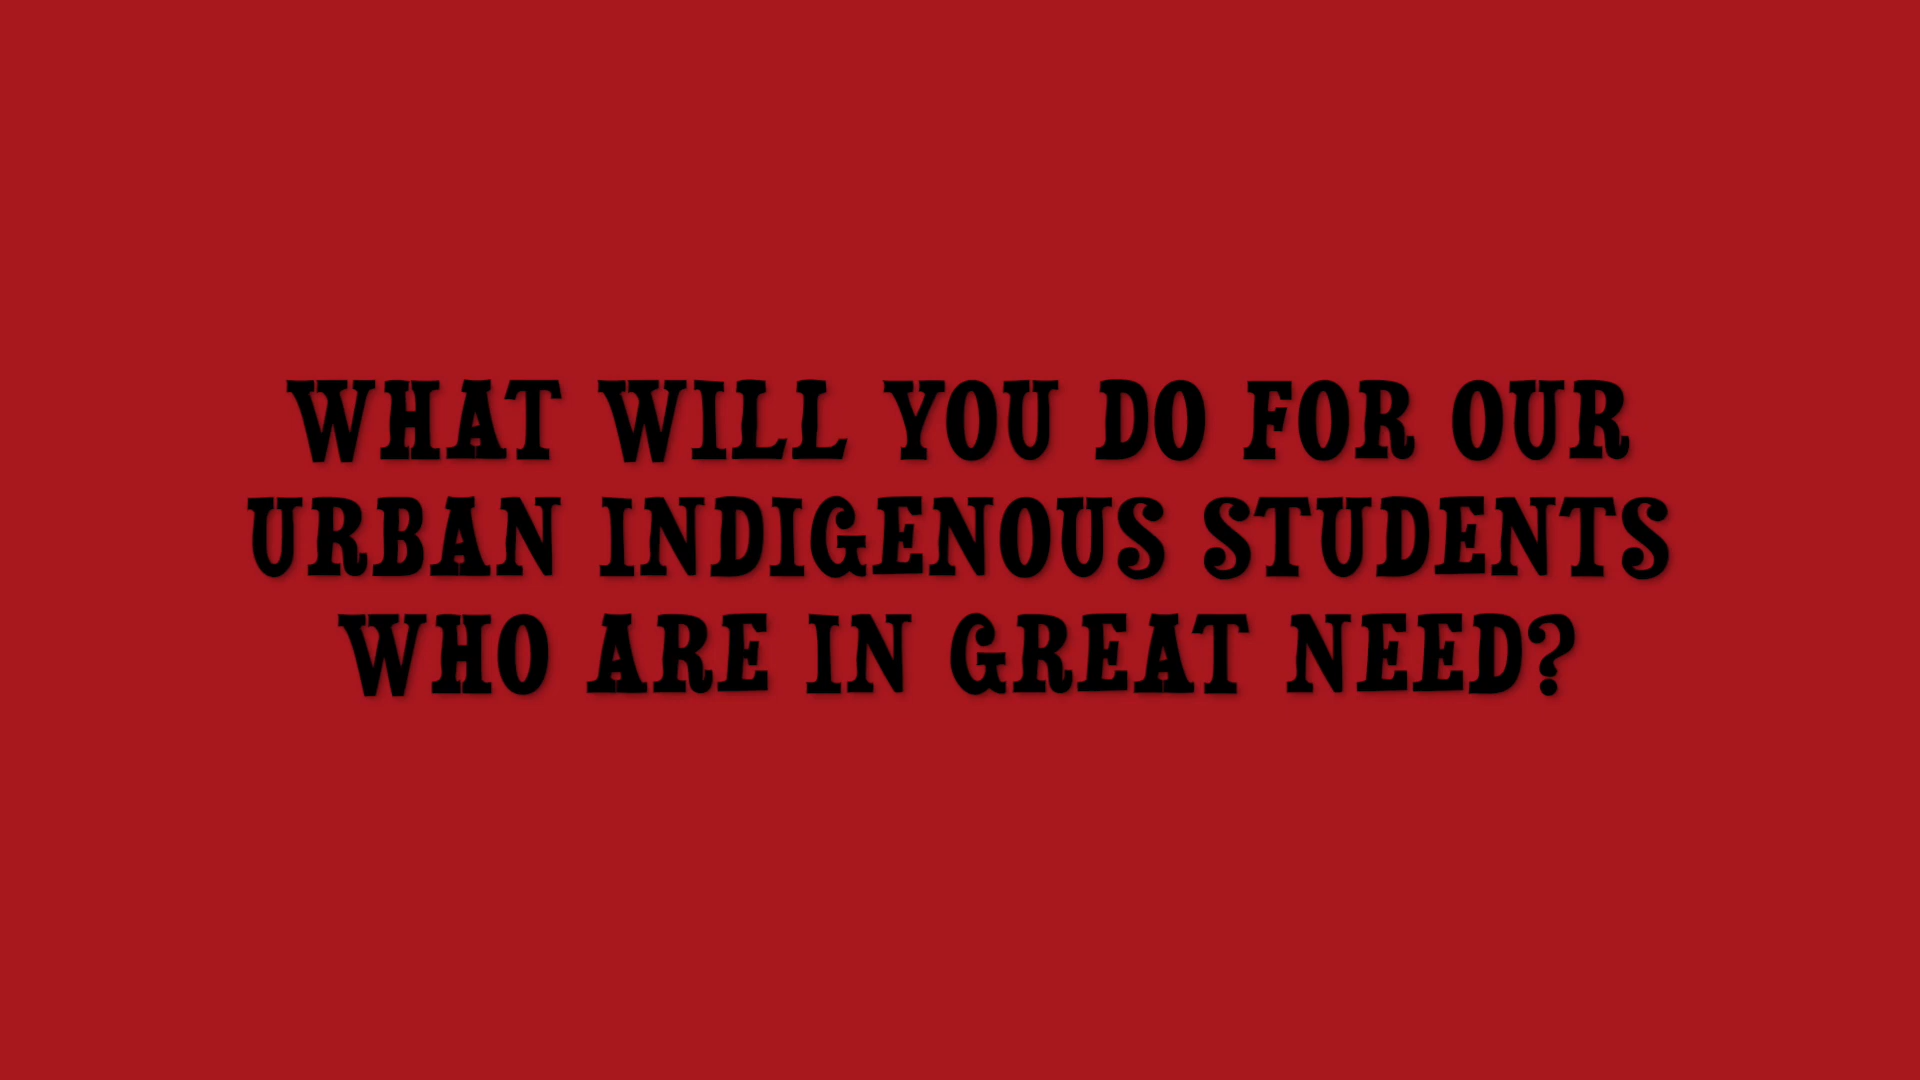 WHAT WILL YOU DO FOR OUR
URBAN INDIGENOUS STUDENTS
WHO ARE IN GREAT NEED?